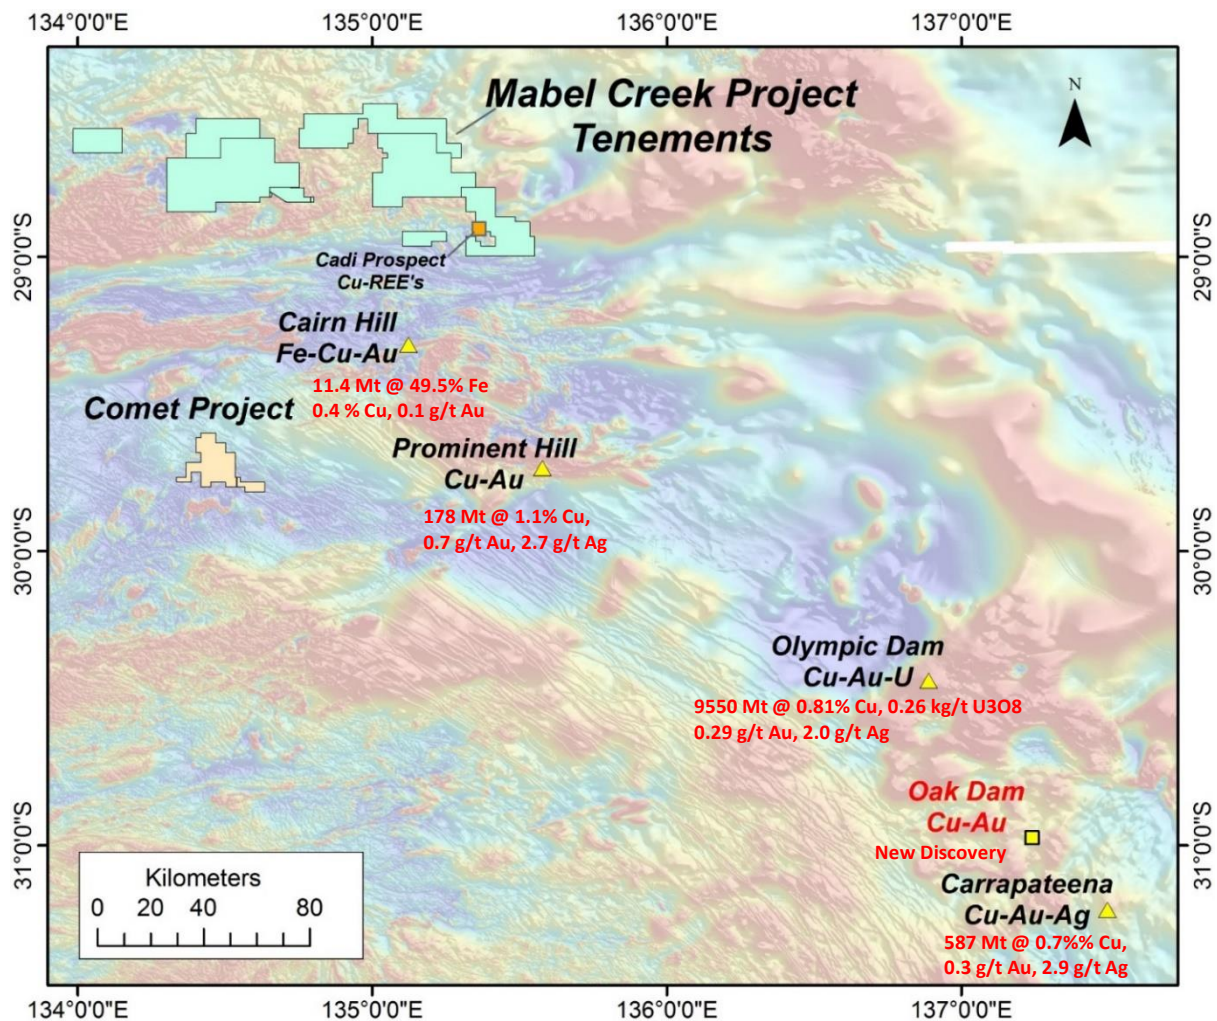 134°0'0"E
135°0'0"E
136°0'0"E
137°0'0"E
Mabel Creek Project
Tenements
N
29°0'0"S
29°0'0"S
Cadi Prospect
Cu-REE's
Cairn Hill
Fe-Cu-Au
11.4 Mt @ 49.5% Fe
0.4 % Cu, 0.1 g/t Au
Comet Project
Prominent Hill
Cu-Au
178 Mt @ 1.1% Cu,
0.7 g/t Au, 2.7 g/t Ag
30°0'0"S
30°0'0"S
Olympic Dam
Cu-Au-U
9550 Mt @ 0.81% Cu, 0.26 kg/t U3O8
0.29 g/t Au, 2.0 g/t Ag
Oak Dam
Cu-Au
New Discovery
31°0'0"S
31°0'0"S
Carrapateena
Cu-Au-Ag
587 Mt @ 0.7%% Cu,
0.3 g/t Au, 2.9 g/t Ag
Kilometers
0 20 40 80
134°0'0"E
135°0'0"E
136°0'0"E
137°0'0"E